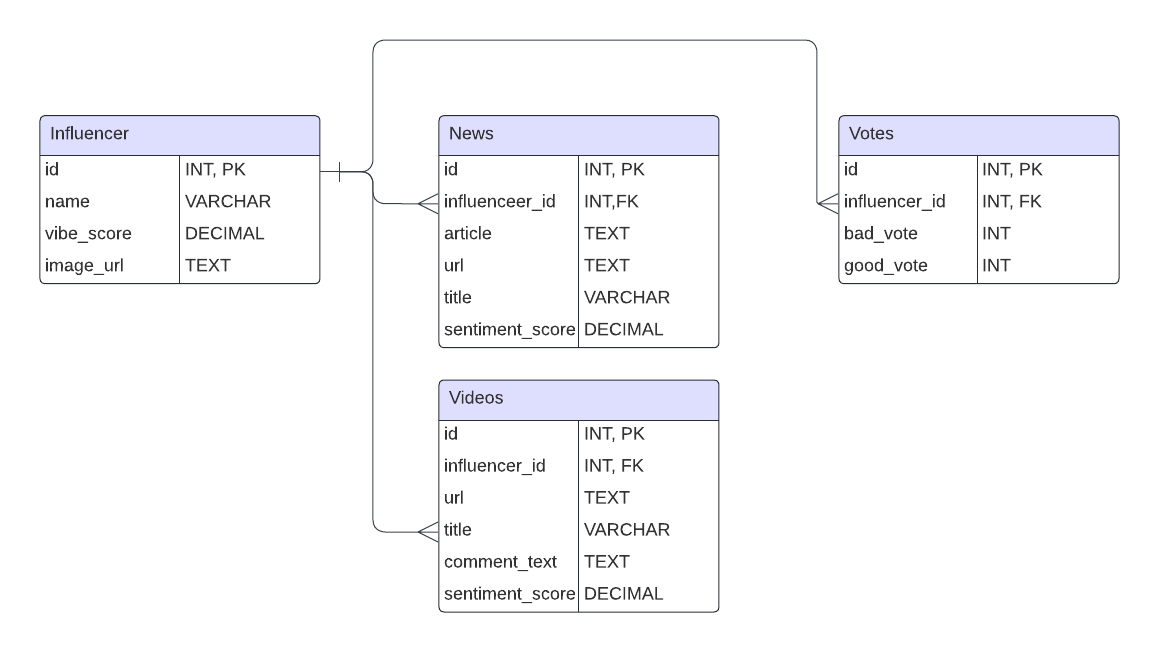 Influencer
id INT, PK
name VARCHAR
vibe_score DECIMAL
image_url TEXT
News
id INT, PK
influenceer_id INT,FK
article TEXT
url TEXT
title VARCHAR
sentiment_score DECIMAL
Videos
id INT, PK
influencer_id INT, FK
url TEXT
title VARCHAR
comment_text TEXT
sentiment_score DECIMAL
Votes
id INT, PK
influencer_id INT, FK
bad_vote INT
good_vote INT